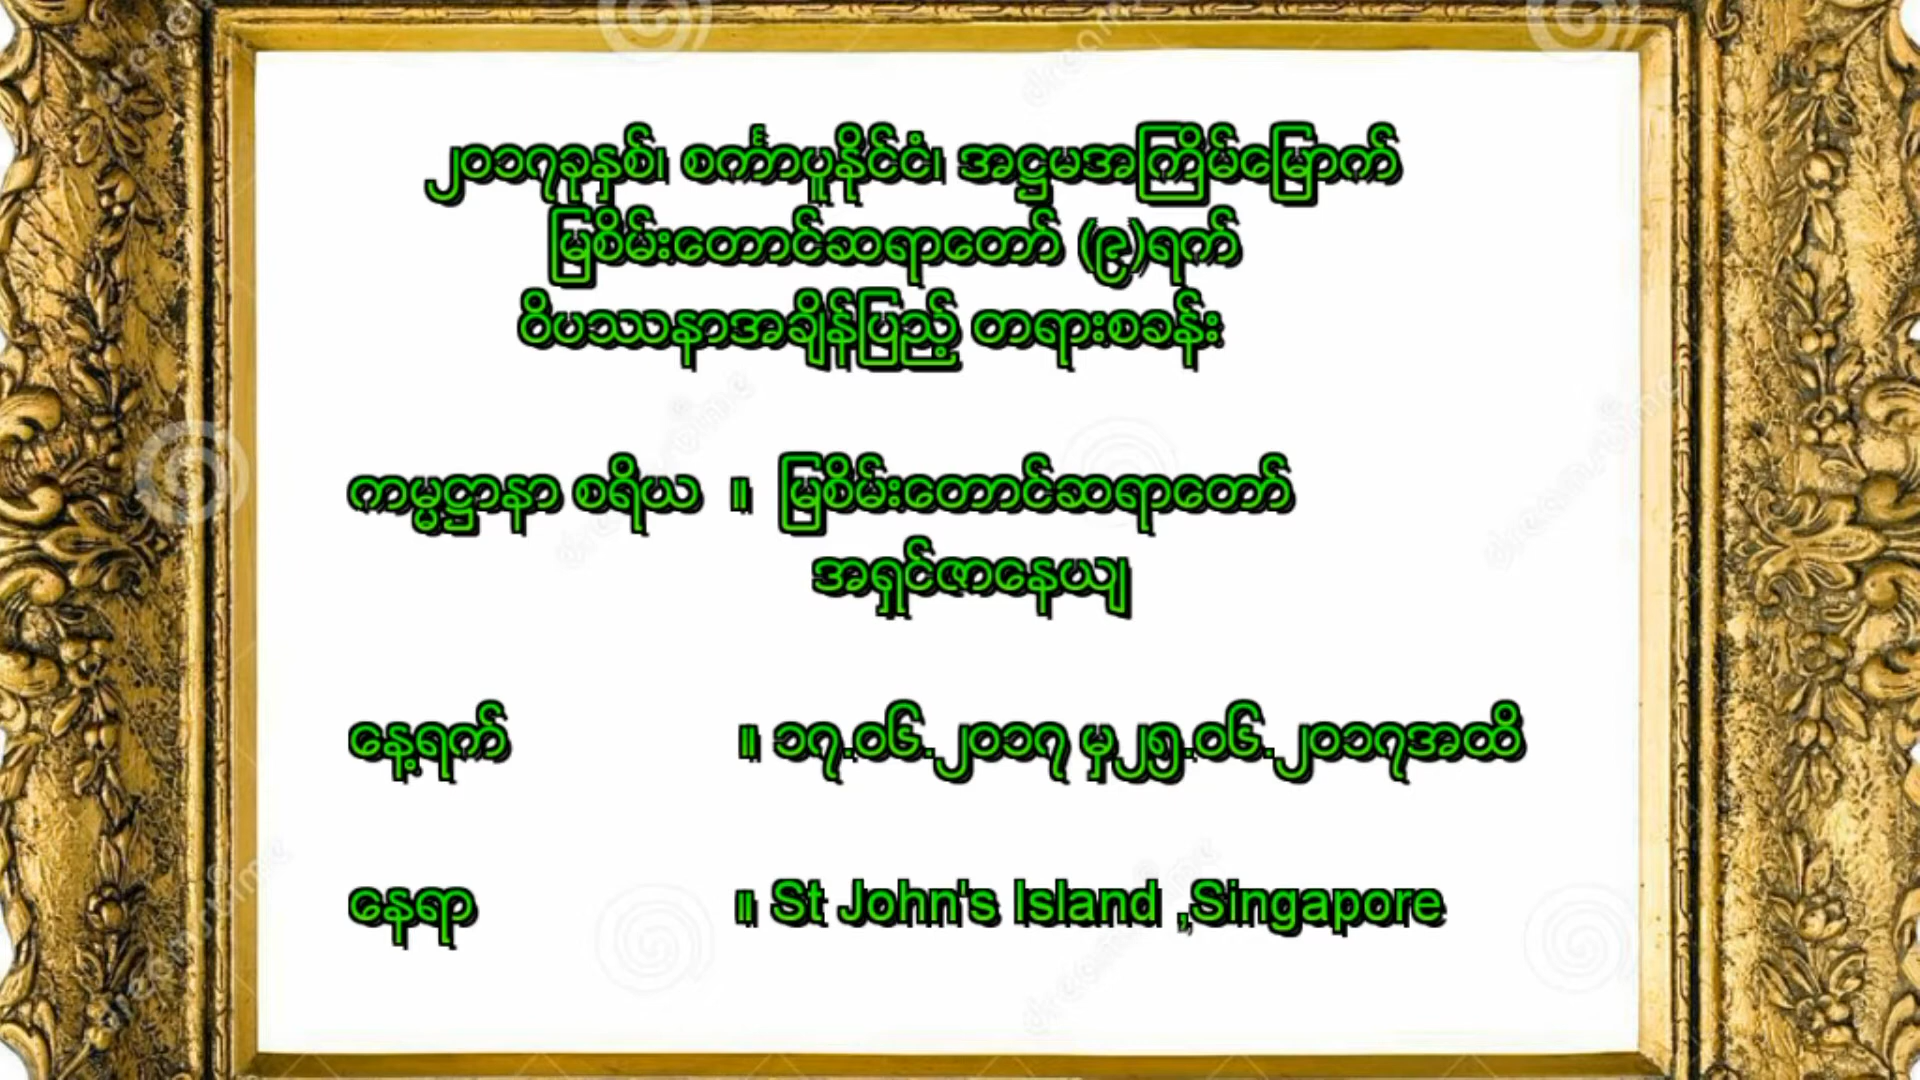 ၂၀၁၇ခုနှစ်၊ စင်္ကာပူနိုင်ငံ၊ အဋ္ဌမအကြိမ်မြောက်
မြစိမ်းတောင်ဆရာတော် (၉)ရက်
ဝိပဿနာအချိန်ပြည့် တရားစခန်း
ကမ္မဋ္ဌာနာ စရိယ ။ မြစိမ်းတောင်ဆရာတော်
အရှင်ဇာနေယျ
နေ့ရက် ။ ၁၇.၀၆.၂၀၁၇ မှ၂၅.၀၆.၂၀၁၇အထိ
နေရာ ။ St John's Island ,Singapore